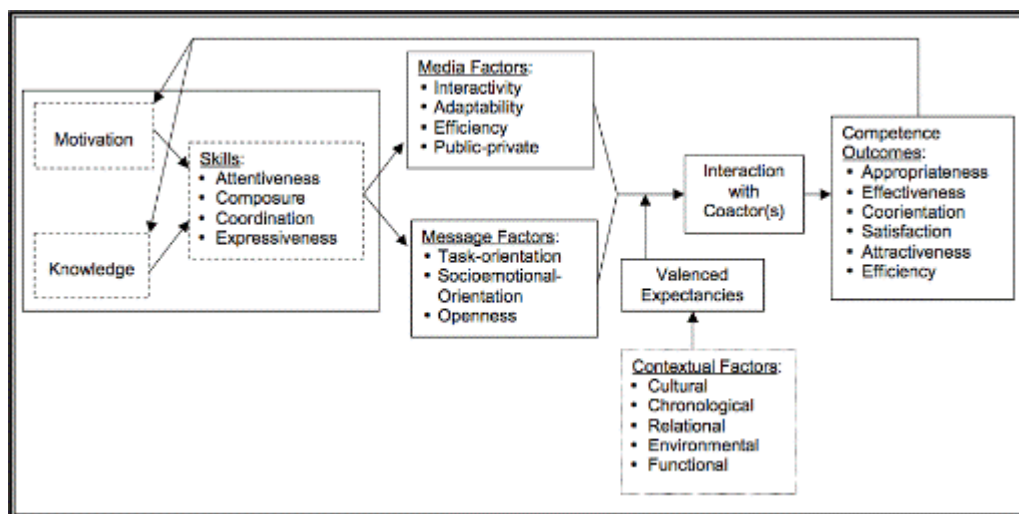 Motivation
Knowledge
Skills:
• Attentiveness
• Composure
• Coordination
• Expressiveness
Media Factors:
• Interactivity
• Adaptability
• Efficiency
• Public-private
Message Factors:
• Task-orientation
• Socioemotional-
Orientation
• Openness
Valenced
Expectancies
Contextual Factors:
• Cultural
• Chronological
• Relational
• Environmental
• Functional
Interaction
with
Coactor(s)
Competence
Outcomes:
• Appropriateness
• Effectiveness
• Coorientation
• Satisfaction
• Attractiveness
• Efficiency